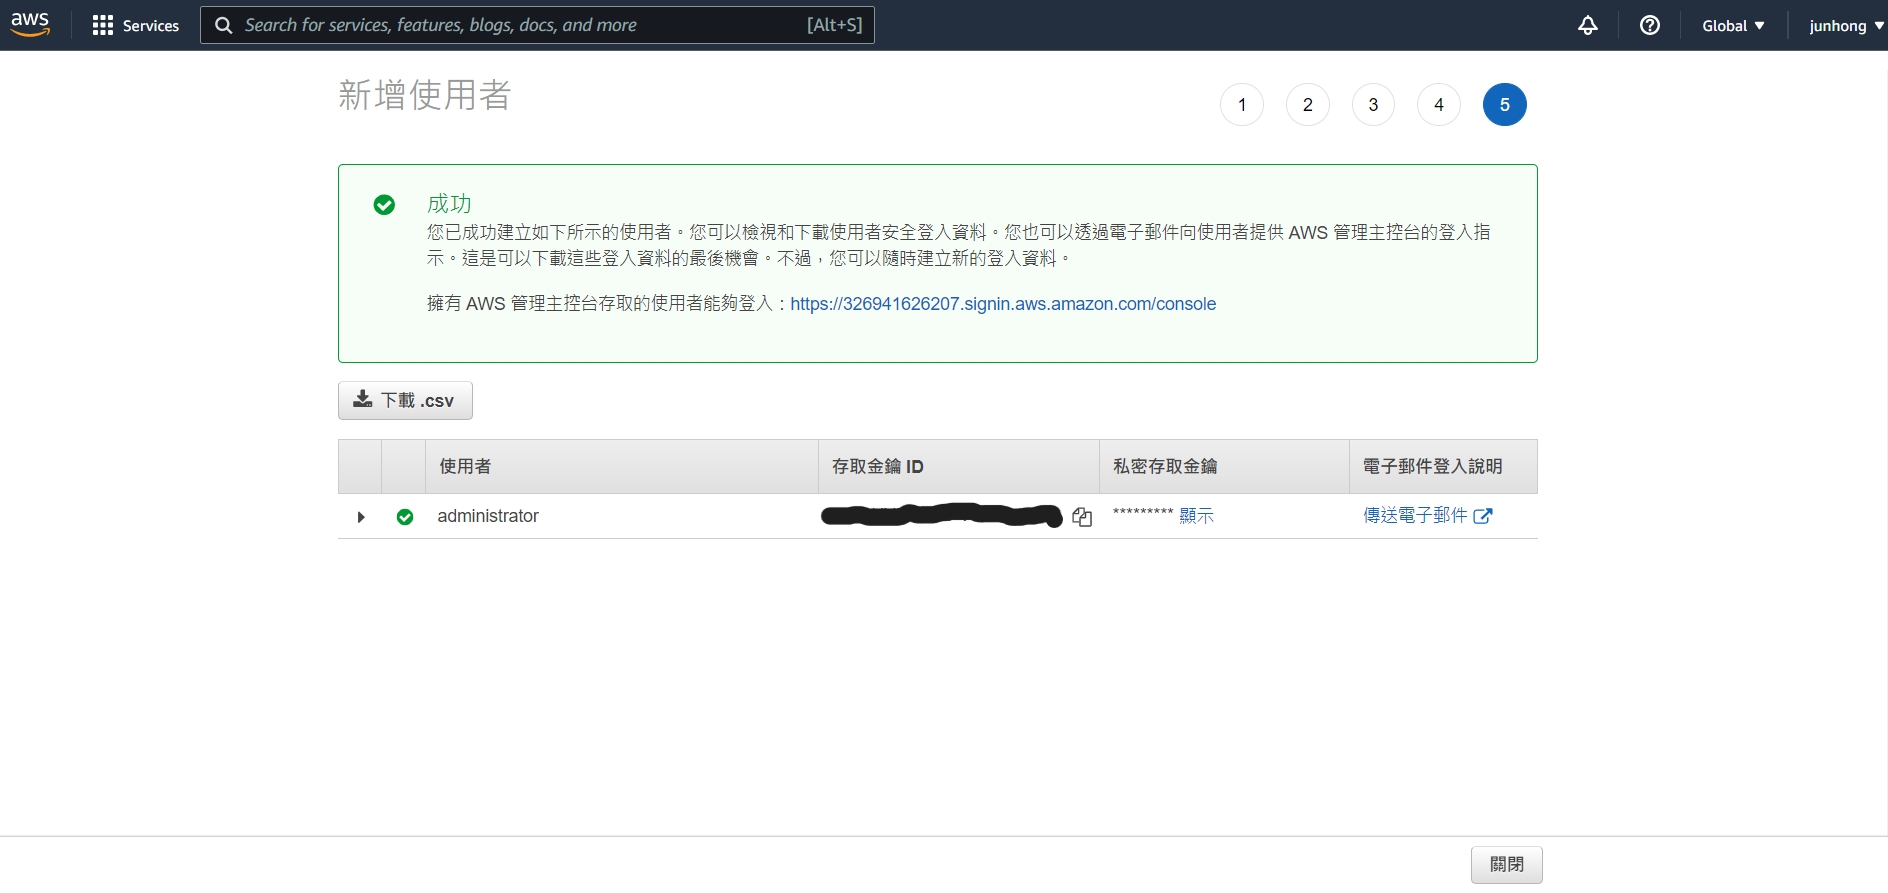 aws
Services
Search for services, features, blogs, docs, and more
[Alt+S]
Global
junhong
新增使用者
1
2
3
4
5
成功
您已成功建立如下所示的使用者。您可以檢視和下載使用者安全登入資料。您也可以透過電子郵件向使用者提供 AWS 管理主控台的登入指
示。這是可以下載這些登入資料的最後機會。不過，您可以隨時建立新的登入資料。
擁有 AWS 管理主控台存取的使用者能夠登入：https://326941626207.signin.aws.amazon.com/console
下載 .csv
使用者
存取金鑰 ID
私密存取金鑰
電子郵件登入說明
administrator
********* 顯示
傳送電子郵件
關閉